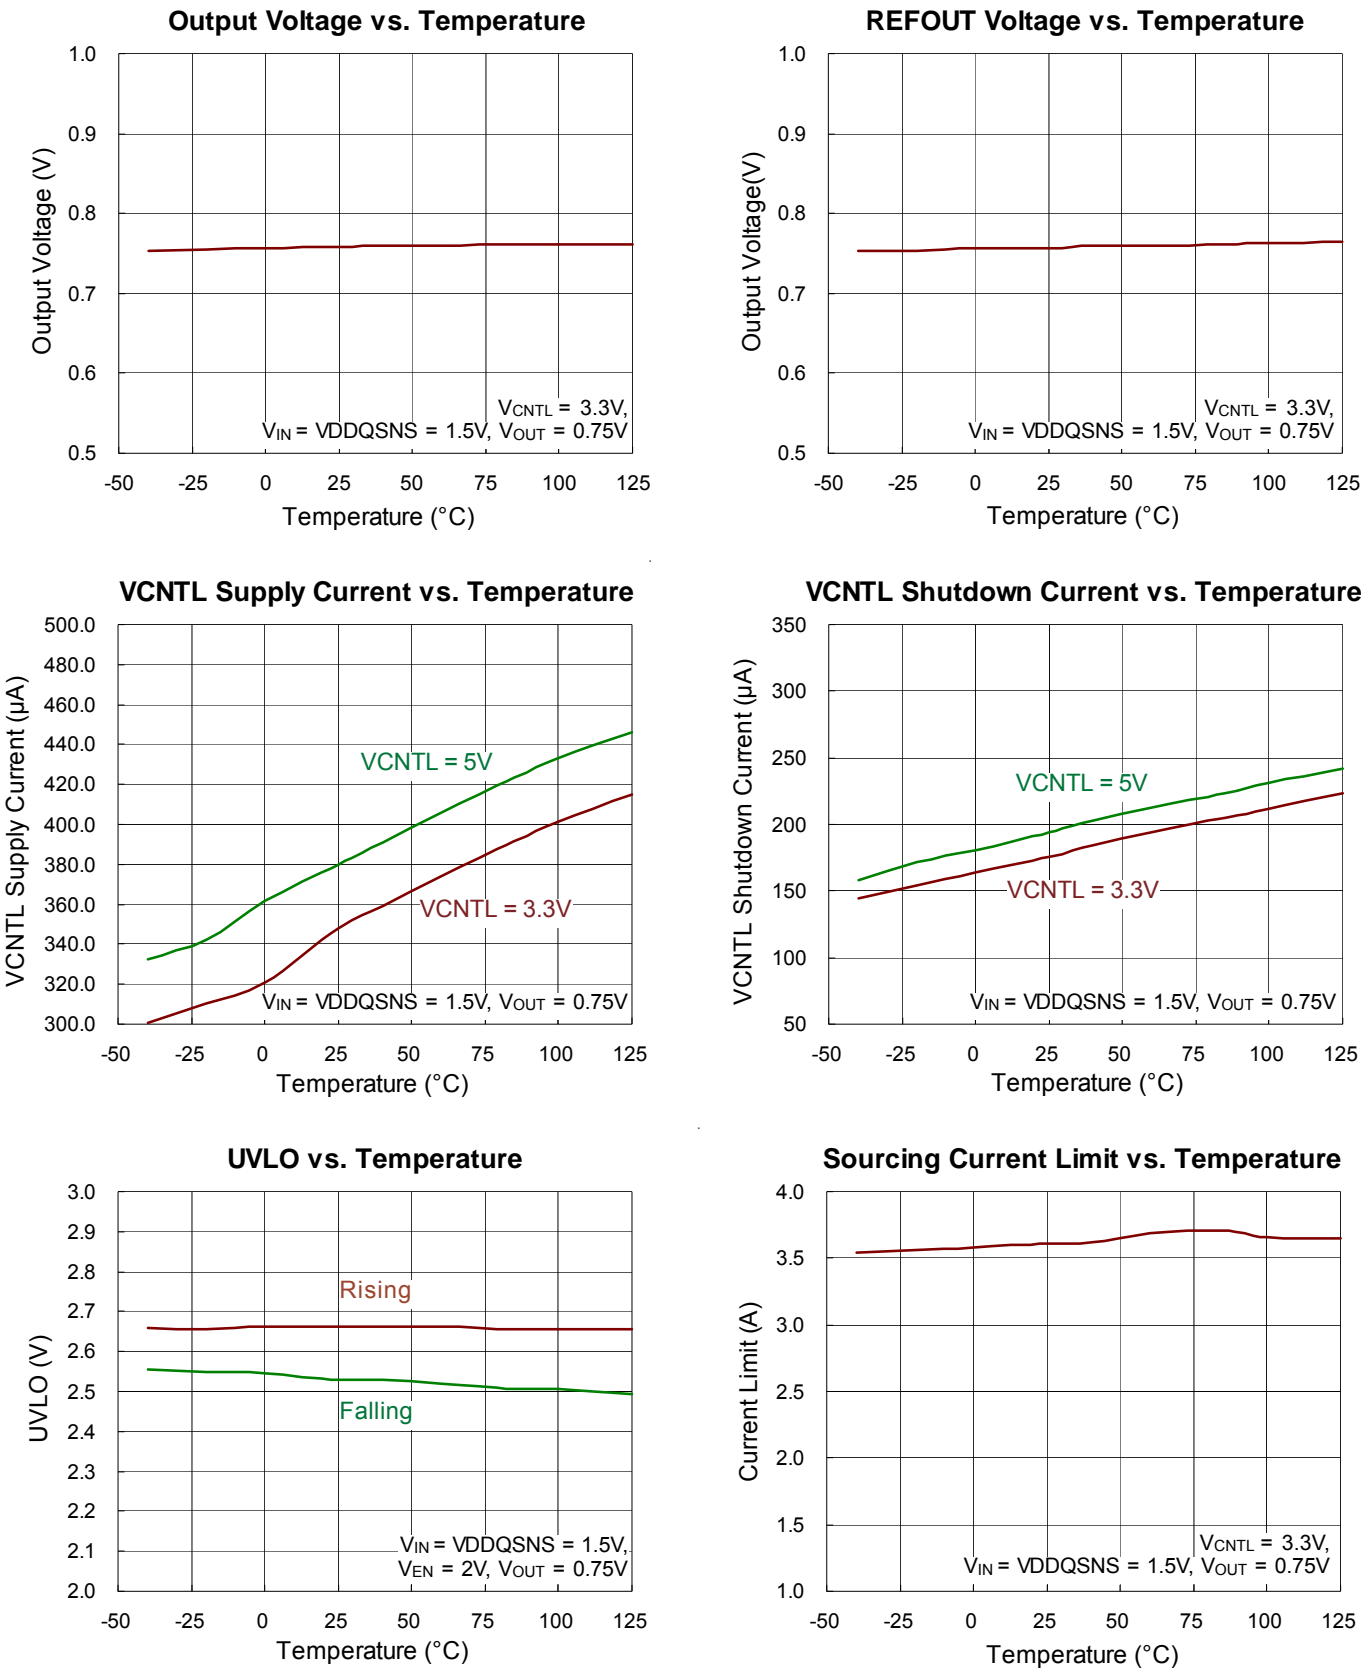 Output Voltage vs. Temperature
1.0
0.9
0.8
0.7
0.6
0.5
Output Voltage (V)
VCNTL = 3.3V,
VIN = VDDQSNS = 1.5V, VOUT = 0.75V
-50 -25 0 25 50 75 100 125
Temperature (°C)
REFOUT Voltage vs. Temperature
1.0
0.9
0.8
0.7
0.6
0.5
Output Voltage(V)
VCNTL = 3.3V,
VIN = VDDQSNS = 1.5V, VOUT = 0.75V
-50 -25 0 25 50 75 100 125
Temperature (°C)
VCNTL Supply Current vs. Temperature
500.0
480.0
460.0
440.0
420.0
400.0
380.0
360.0
340.0
320.0
300.0
VCNTL Supply Current (μA)
VCNTL = 5V
VCNTL = 3.3V
VIN = VDDQSNS = 1.5V, VOUT = 0.75V
-50 -25 0 25 50 75 100 125
Temperature (°C)
VCNTL Shutdown Current vs. Temperature
350
300
250
200
150
100
50
VCNTL Shutdown Current (μA)
VCNTL = 5V
VCNTL = 3.3V
VIN = VDDQSNS = 1.5V, VOUT = 0.75V
-50 -25 0 25 50 75 100 125
Temperature (°C)
UVLO vs. Temperature
3.0
2.9
2.8
2.7
2.6
2.5
2.4
2.3
2.2
2.1
2.0
UVLO (V)
Rising
Falling
VIN = VDDQSNS = 1.5V,
VEN = 2V, VOUT = 0.75V
-50 -25 0 25 50 75 100 125
Temperature (°C)
Sourcing Current Limit vs. Temperature
4.0
3.5
3.0
2.5
2.0
1.5
1.0
Current Limit (A)
VCNTL = 3.3V,
VIN = VDDQSNS = 1.5V, VOUT = 0.75V
-50 -25 0 25 50 75 100 125
Temperature (°C)